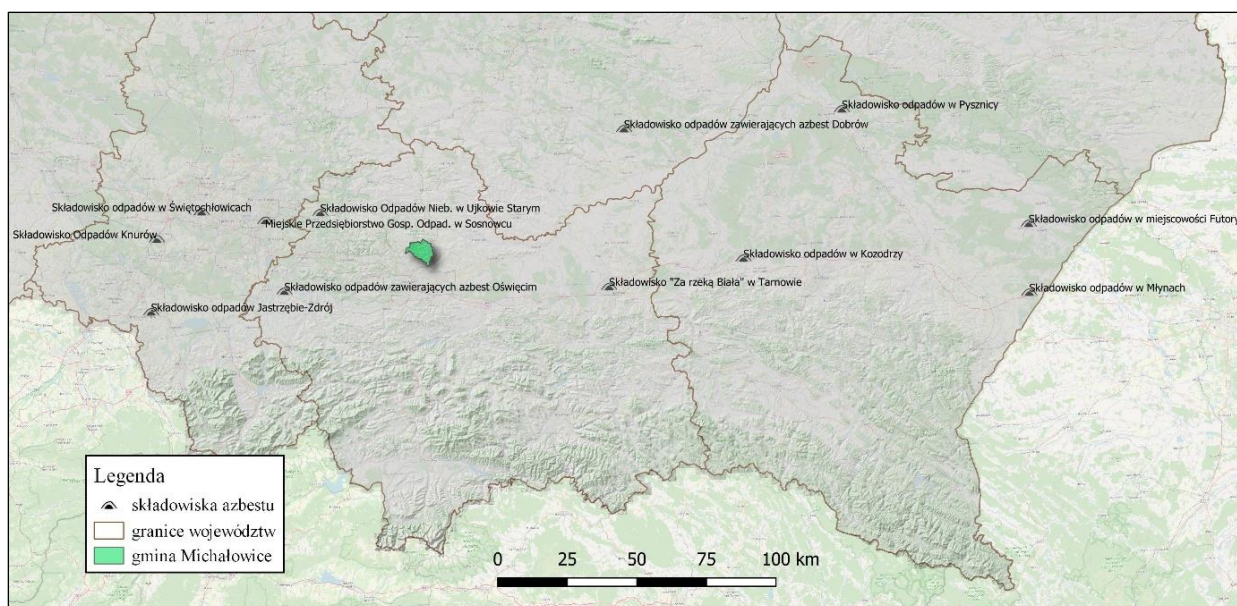 Składowisko odpadów w Pysznicy
Składowisko odpadów zawierających azbest Dobrów
Składowisko odpadów w Świętochłowicach
Składowisko Odpadów Nieb. w Ujkowie Starym
Miejskie Przedsiębiorstwo Gosp. Odpad. w Sosnowcu
Składowisko odpadów w miejscowości Futory
Składowisko Odpadów Knurów
Składowisko odpadów w Kozodrzy
Składowisko odpadów zawierających azbest Oświęcim
Składowisko "Za rzeką Biała" w Tarnowie
Składowisko odpadów w Młynach
Składowisko odpadów Jastrzębie-Zdrój
Legenda
składowiska azbestu
granice województw
gmina Michałowice
0 25 50 75 100 km